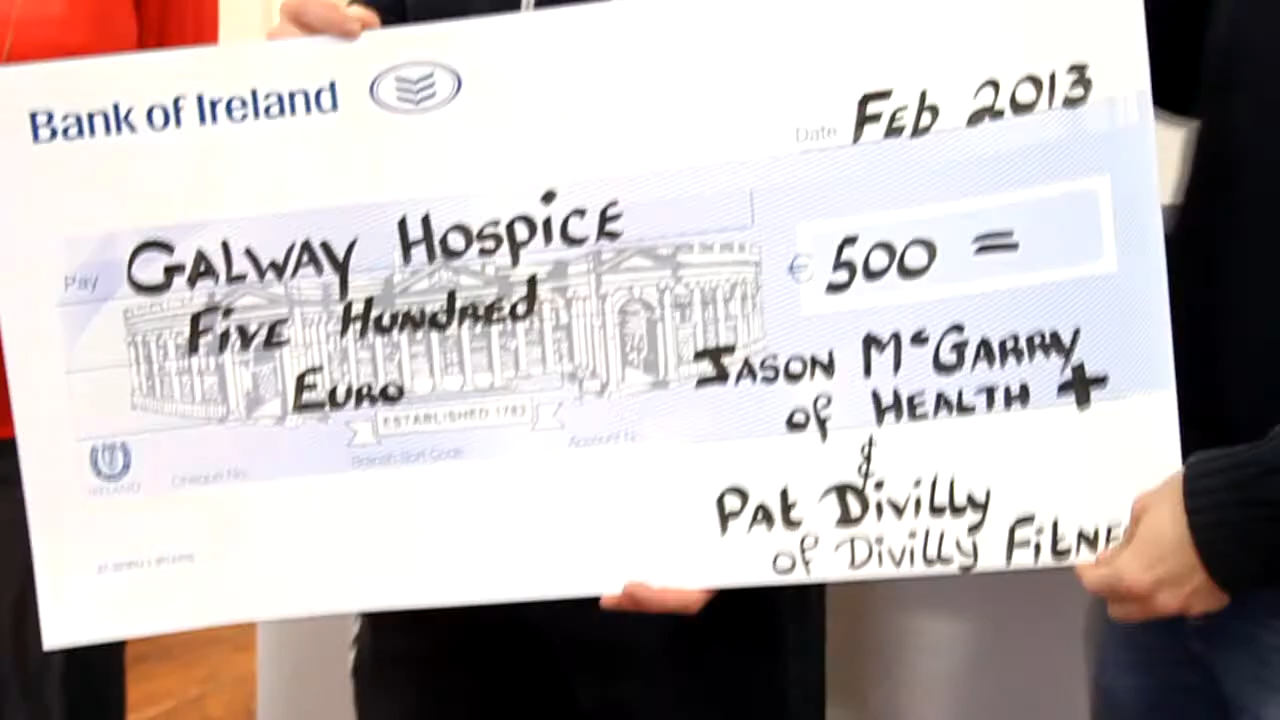 Bank of Ireland
Date Feb 2013
Pay Galway Hospice
€ 500 =
Five Hundred
Euro
Jason McGarry
of Health +
&
Pat Divilly
of Divilly Fitne
ESTABLISHED 1783
IRELAND